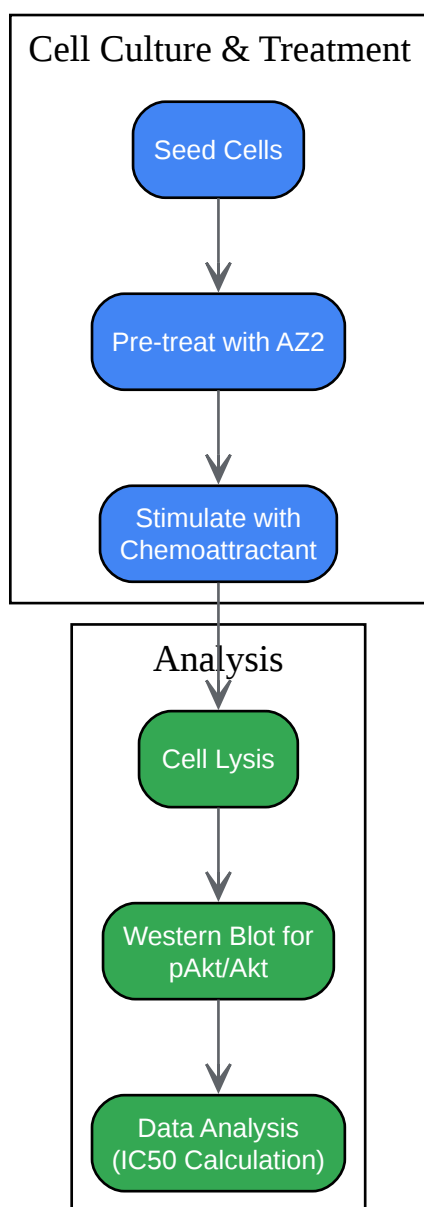 Cell Culture & Treatment
Seed Cells
Pre-treat with AZ2
Stimulate with
Chemoattractant
Analysis
Cell Lysis
Western Blot for
pAkt/Akt
Data Analysis
(IC50 Calculation)